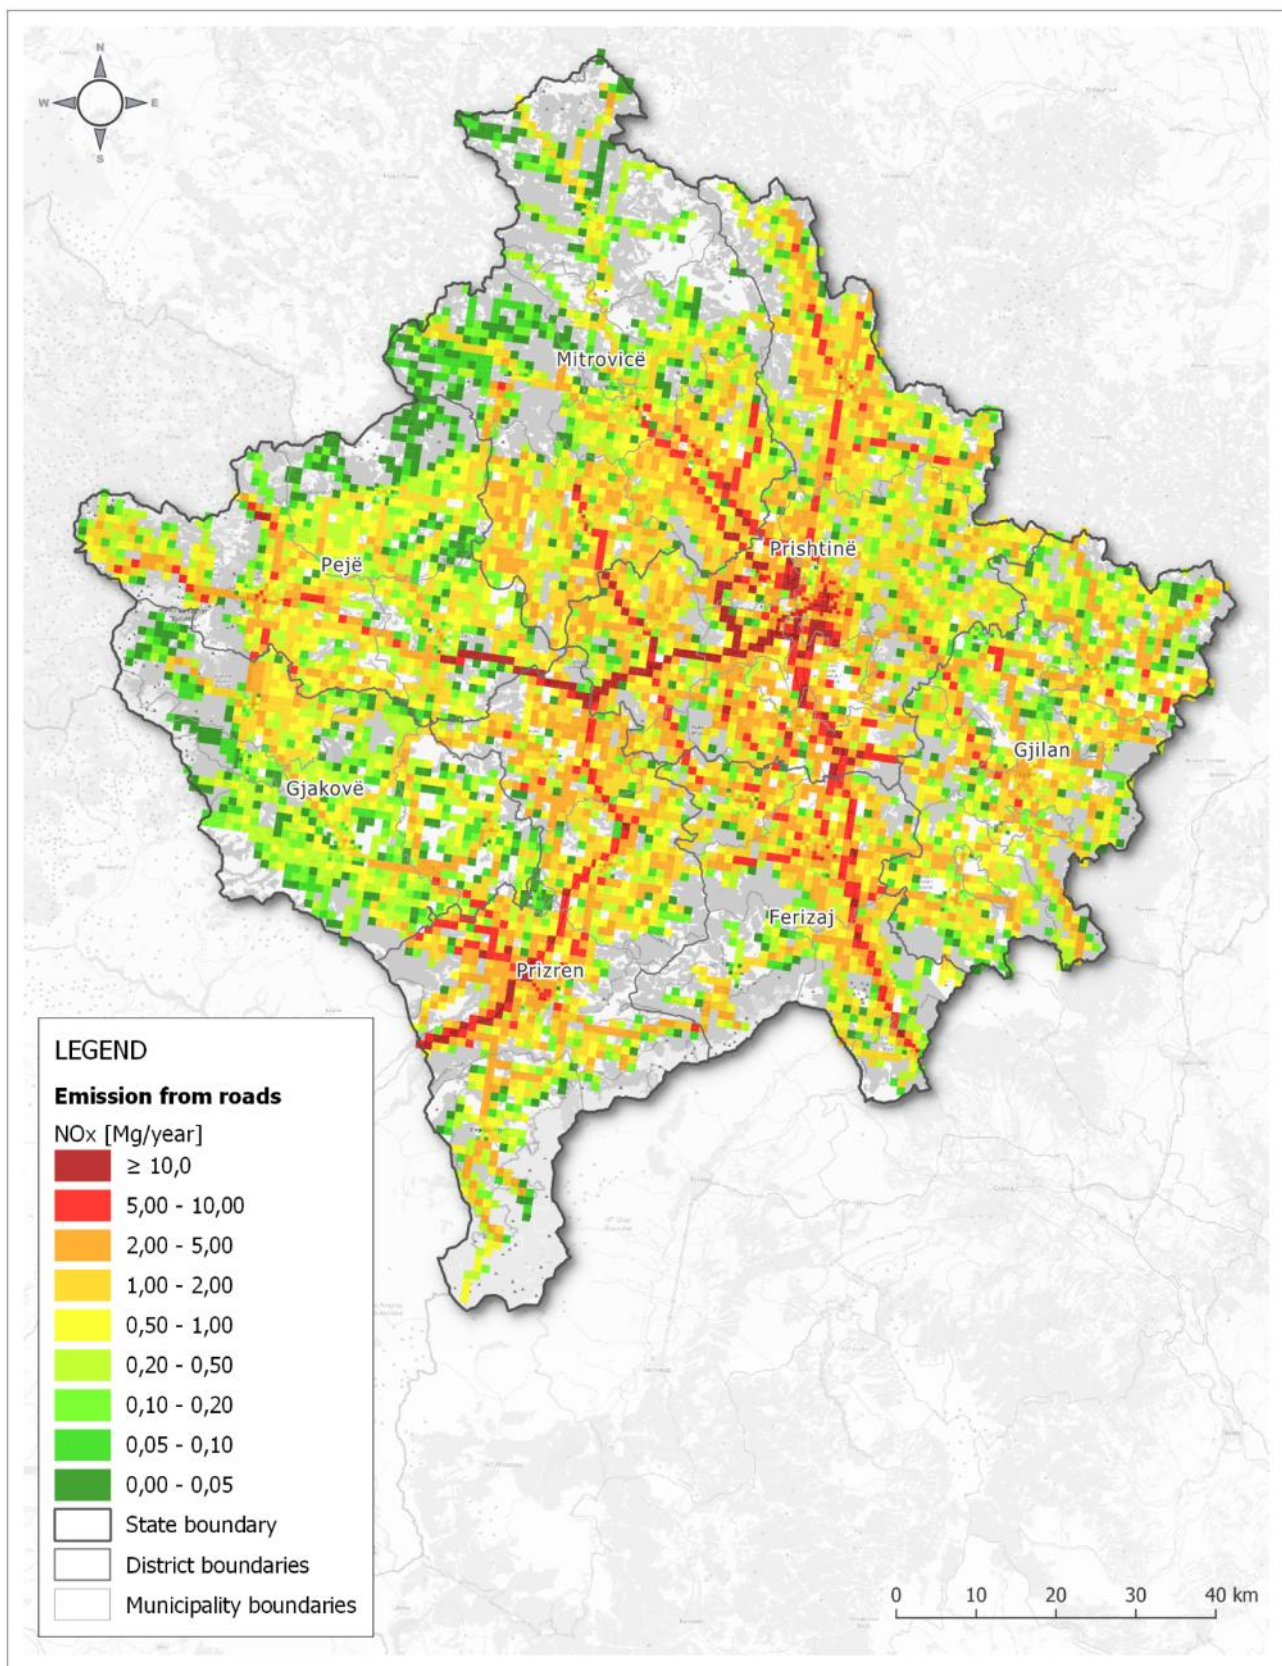 N
W E
S
Mitrovicë
Prishtinë
Pejë
Gjilan
Gjakovë
Ferizaj
Prizren
LEGEND
Emission from roads
NOx [Mg/year]
≥ 10,0
5,00 - 10,00
2,00 - 5,00
1,00 - 2,00
0,50 - 1,00
0,20 - 0,50
0,10 - 0,20
0,05 - 0,10
0,00 - 0,05
State boundary
District boundaries
Municipality boundaries
0 10 20 30 40 km